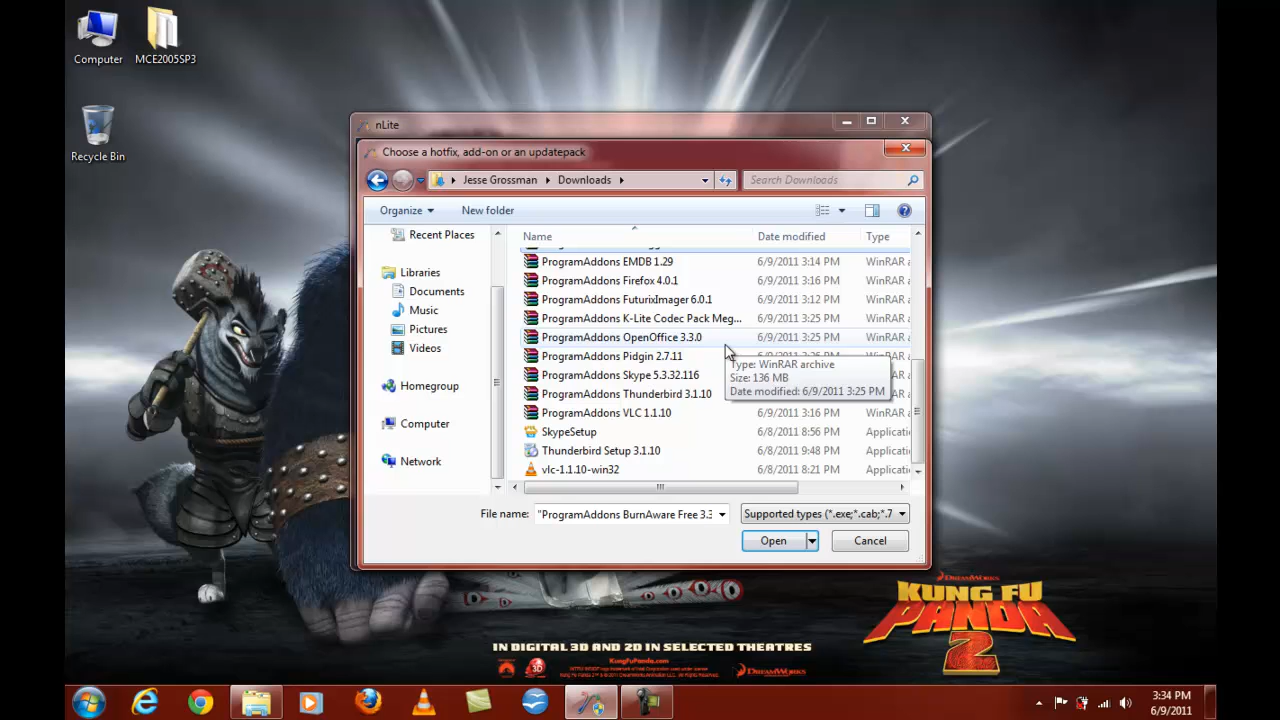 Computer
MCE2005SP3
Recycle Bin
nLite
Choose a hotfix, add-on or an updatepack
Jesse Grossman
Downloads
Search Downloads
Organize
New folder
Recent Places
Libraries
Documents
Music
Pictures
Videos
Homegroup
Computer
Network
Name Date modified Type
ProgramAddons EMDB 1.29 6/9/2011 3:14 PM WinRAR a
ProgramAddons Firefox 4.0.1 6/9/2011 3:16 PM WinRAR a
ProgramAddons FuturixImager 6.0.1 6/9/2011 3:12 PM WinRAR a
ProgramAddons K-Lite Codec Pack Meg... 6/9/2011 3:25 PM WinRAR a
ProgramAddons OpenOffice 3.3.0 6/9/2011 3:25 PM WinRAR a
ProgramAddons Pidgin 2.7.11
ProgramAddons Skype 5.3.32.116
ProgramAddons Thunderbird 3.1.10
Type: WinRAR archive
Size: 136 MB
Date modified: 6/9/2011 3:25 PM
ProgramAddons VLC 1.1.10 6/9/2011 3:16 PM WinRAR a
SkypeSetup 6/8/2011 8:56 PM Applicati
Thunderbird Setup 3.1.10 6/8/2011 9:48 PM Applicati
vlc-1.1.10-win32 6/8/2011 8:21 PM Applicati
File name: "ProgramAddons BurnAware Free 3.3
Supported types (*.exe;*.cab;*.7
Open
Cancel
DREAMWORKS
KUNG FU
PANDA
2
IN DIGITAL 3D AND 2D IN SELECTED THEATRES
KungFuPanda.com
DREAMWORKS
3:34 PM
6/9/2011